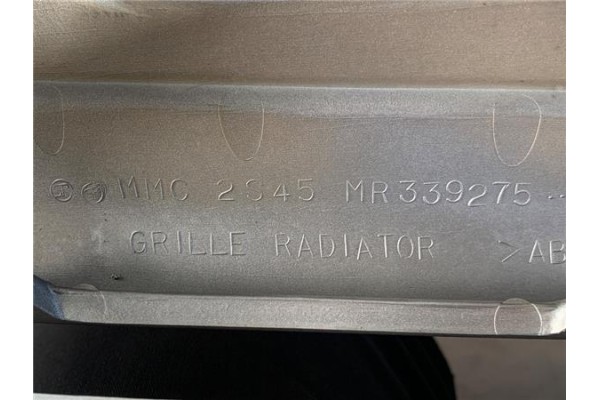 MMC 2S45 MR339275--
GRILLE RADIATOR >AB